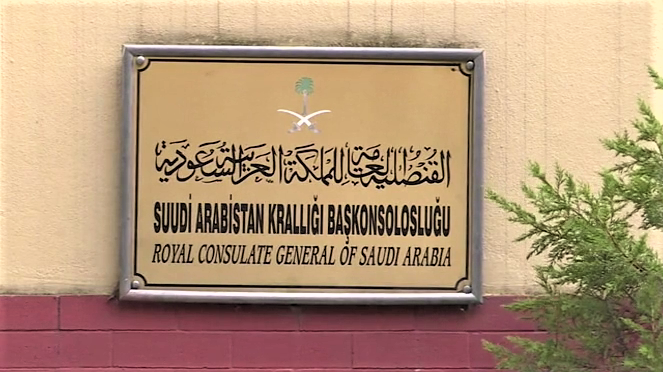 القنصلية العامة للمملكة العربية السعودية
SUUDİ ARABİSTAN KRALLIĞI BAŞKONSOLOSLUĞU
ROYAL CONSULATE GENERAL OF SAUDI ARABIA